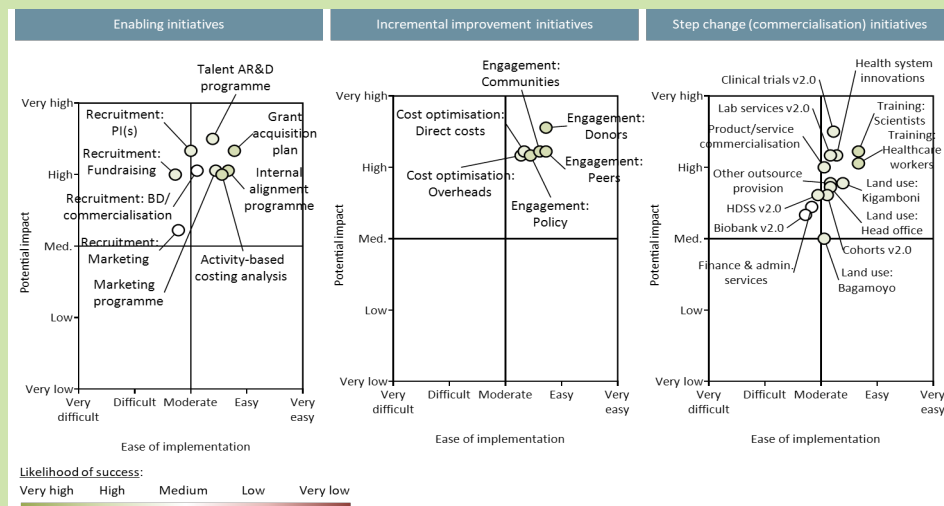 Enabling initiatives
Incremental improvement initiatives
Step change (commercialisation) initiatives
Talent AR&D
programme
Recruitment:
PI(s)
Grant
acquisition
plan
Very high
Recruitment:
Fundraising
High
Internal
alignment
programme
Recruitment: BD/
commercialisation
Recruitment:
Marketing
Med.
Marketing
programme
Activity-based
costing analysis
Low
Very low
Potential impact
Very
difficult
Difficult
Moderate
Easy
Very
easy
Ease of implementation
Engagement:
Communities
Very high
Cost optimisation:
Direct costs
Engagement:
Donors
High
Cost optimisation:
Overheads
Engagement:
Peers
Engagement:
Policy
Med.
Low
Very low
Potential impact
Very
difficult
Difficult
Moderate
Easy
Very
easy
Ease of implementation
Health system
innovations
Clinical trials v2.0
Very high
Lab services v2.0
Training:
Scientists
Product/service
commercialisation
Training:
Healthcare
workers
High
Other outsource
provision
Land use:
Kigamboni
HDSS v2.0
Land use:
Head office
Biobank v2.0
Med.
Cohorts v2.0
Finance & admin.
services
Land use:
Bagamoyo
Low
Very low
Potential impact
Very
difficult
Difficult
Moderate
Easy
Very
easy
Ease of implementation
Likelihood of success:
Very high
High
Medium
Low
Very low